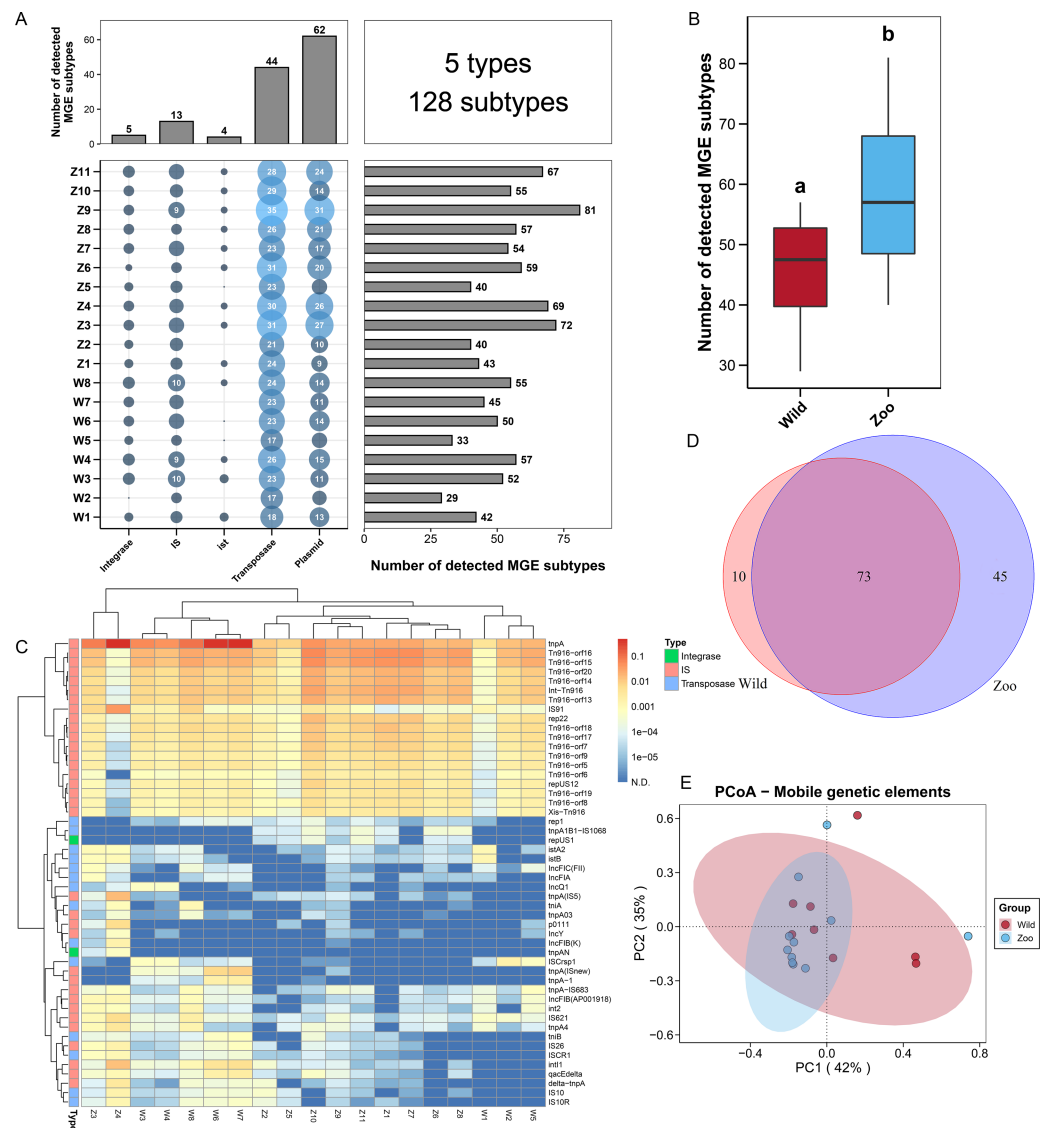 A
Number of detected
MGE subtypes
0
20
40
60
5
13
4
44
62
5 types
128 subtypes
Z11
28
24
67
Z10
29
14
55
Z9
9
35
31
81
Z8
26
21
57
Z7
23
17
54
Z6
31
20
59
Z5
23
40
Z4
30
26
69
Z3
31
27
72
Z2
21
10
40
Z1
24
9
43
W8
10
24
14
55
W7
23
11
45
W6
23
14
50
W5
17
33
W4
9
26
15
57
W3
10
23
11
52
W2
17
29
W1
18
13
42
Integrase
IS
Ist
Transposase
Plasmid
0
25
50
75
Number of detected MGE subtypes
B
Number of detected MGE subtypes
80
70
60
50
40
30
a
b
Wild
Zoo
C
tnpA
Tn916-orf16
Tn916-orf15
Tn916-orf20
Tn916-orf14
Int-Tn916
Tn916-orf13
IS91
rep22
Tn916-orf18
Tn916-orf17
Tn916-orf7
Tn916-orf9
Tn916-orf5
Tn916-orf6
repUS12
Tn916-orf19
Tn916-orf8
Xis-Tn916
rep1
tnpA1B1-IS1068
repUS1
istA2
istB
IncFIC(FII)
IncFIA
IncQ1
tnpA(IS5)
tniA
tnpA03
p0111
IncY
IncFIB(K)
tnpAN
ISCrsp1
tnpA(ISnew)
tnpA-1
tnpA-IS683
IncFIB(AP001918)
int2
IS621
tnpA4
tniB
IS26
ISCR1
intI1
qacEdelta
delta-tnpA
IS10
IS10R
Type
Z3
Z4
W3
W4
W8
W6
W7
Z2
Z5
Z10
Z9
Z11
Z1
Z7
Z6
Z8
W1
W2
W5
0.1
0.01
0.001
1e-04
1e-05
N.D.
Type
Integrase
IS
Transposase
D
10
73
45
Wild
Zoo
E
PCoA − Mobile genetic elements
PC2 ( 35% )
0.6
0.3
0.0
−0.3
−0.6
−0.4
0.0
0.4
0.8
PC1 ( 42% )
Group
Wild
Zoo